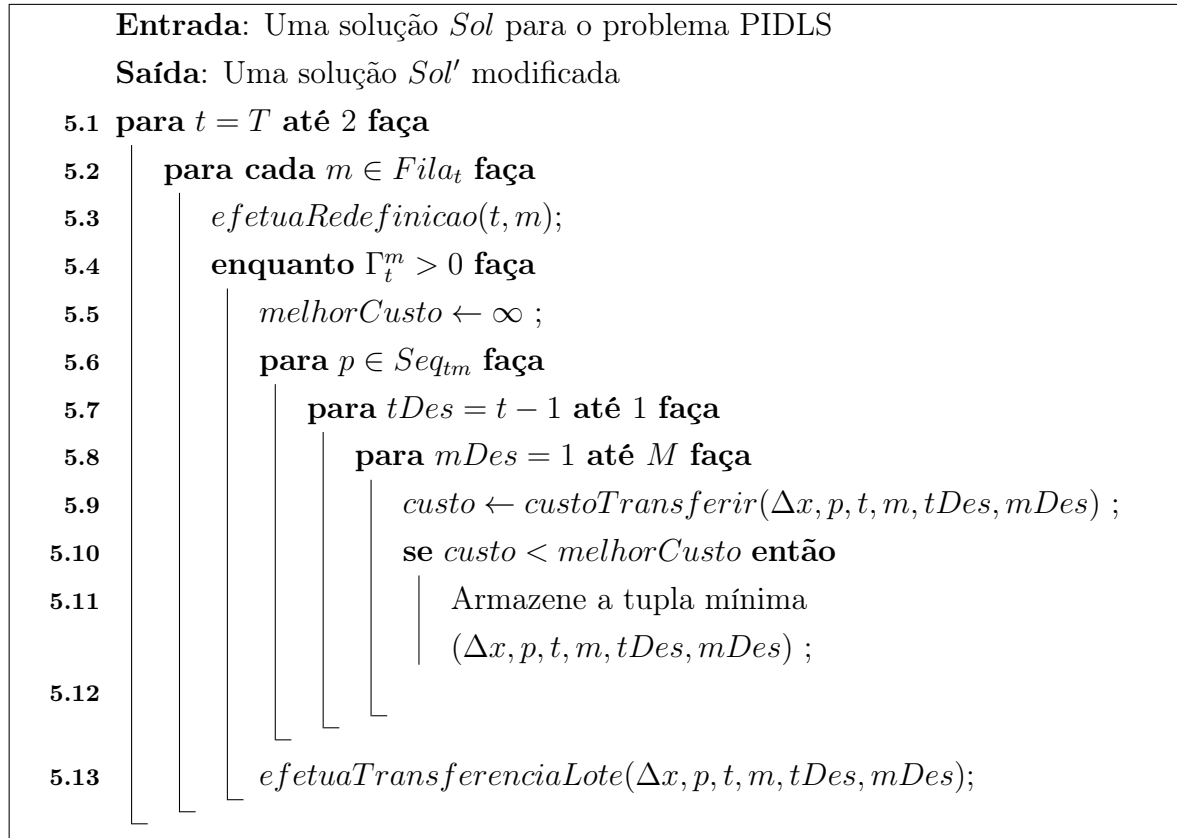 Entrada: Uma solução Sol para o problema PIDLS
Saída: Uma solução Sol′ modificada
5.1 para t = T até 2 faça
5.2 para cada m ∈ Fila_t faça
5.3 efetuaRedefinicao(t, m);
5.4 enquanto Γ_t^m > 0 faça
5.5 melhorCusto ← ∞ ;
5.6 para p ∈ Seq_tm faça
5.7 para tDes = t − 1 até 1 faça
5.8 para mDes = 1 até M faça
5.9 custo ← custoTransferir(Δx, p, t, m, tDes, mDes) ;
5.10 se custo < melhorCusto então
5.11 Armazene a tupla mínima
(Δx, p, t, m, tDes, mDes) ;
5.12
5.13 efetuaTransferenciaLote(Δx, p, t, m, tDes, mDes);